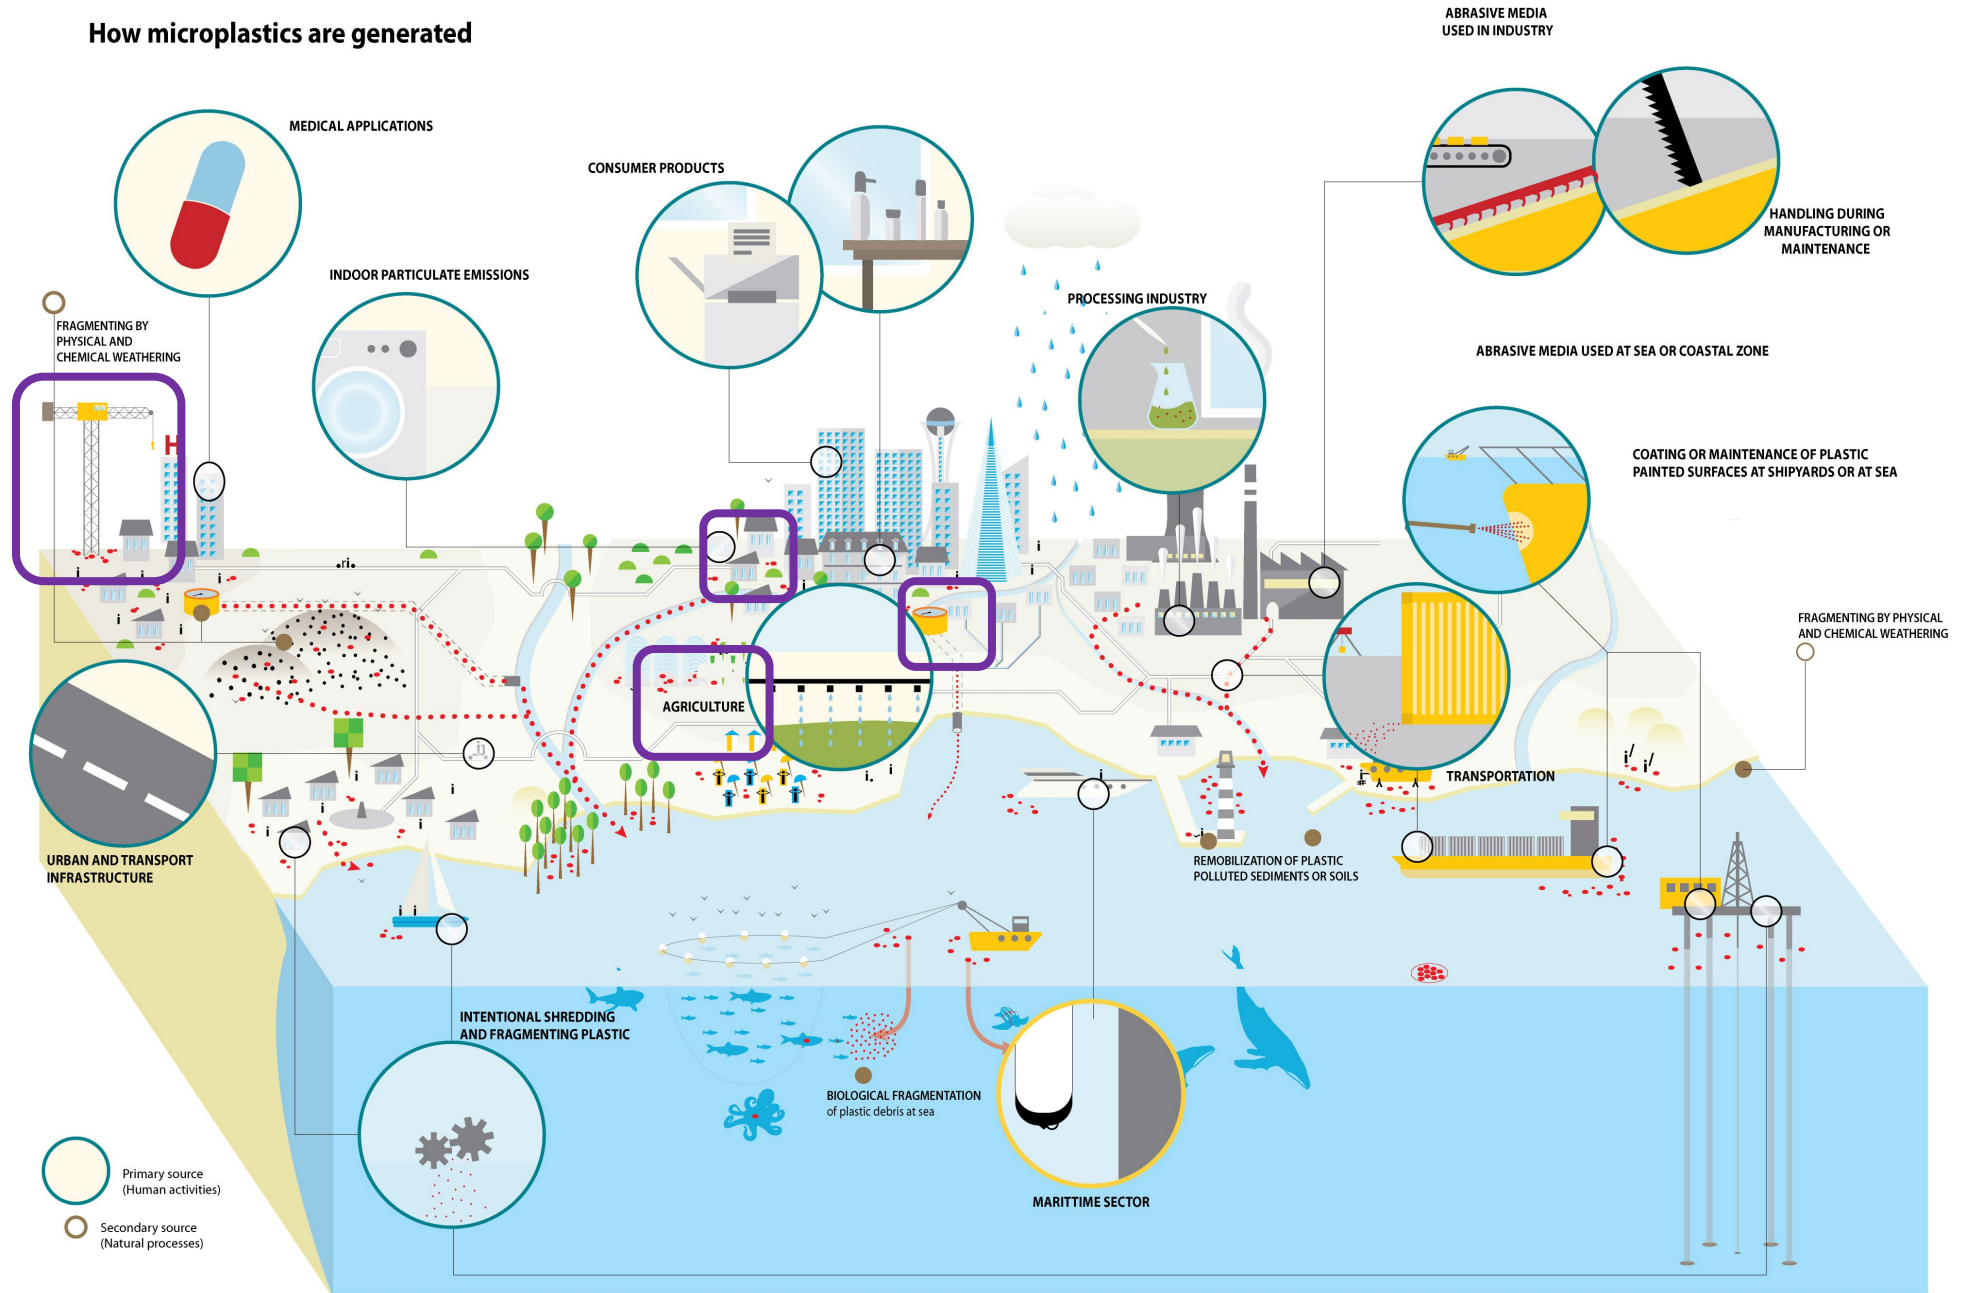 How microplastics are generated
ABRASIVE MEDIA
USED IN INDUSTRY
MEDICAL APPLICATIONS
CONSUMER PRODUCTS
HANDLING DURING
MANUFACTURING OR
MAINTENANCE
INDOOR PARTICULATE EMISSIONS
PROCESSING INDUSTRY
FRAGMENTING BY
PHYSICAL AND
CHEMICAL WEATHERING
ABRASIVE MEDIA USED AT SEA OR COASTAL ZONE
H
COATING OR MAINTENANCE OF PLASTIC
PAINTED SURFACES AT SHIPYARDS OR AT SEA
FRAGMENTING BY PHYSICAL
AND CHEMICAL WEATHERING
AGRICULTURE
TRANSPORTATION
URBAN AND TRANSPORT
INFRASTRUCTURE
REMOBILIZATION OF PLASTIC
POLLUTED SEDIMENTS OR SOILS
INTENTIONAL SHREDDING
AND FRAGMENTING PLASTIC
BIOLOGICAL FRAGMENTATION
of plastic debris at sea
MARITTIME SECTOR
Primary source
(Human activities)
Secondary source
(Natural processes)